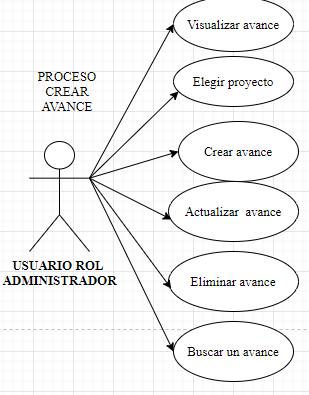 Visualizar avance
PROCESO
CREAR
AVANCE
Elegir proyecto
Crear avance
Actualizar avance
USUARIO ROL
ADMINISTRADOR
Eliminar avance
Buscar un avance